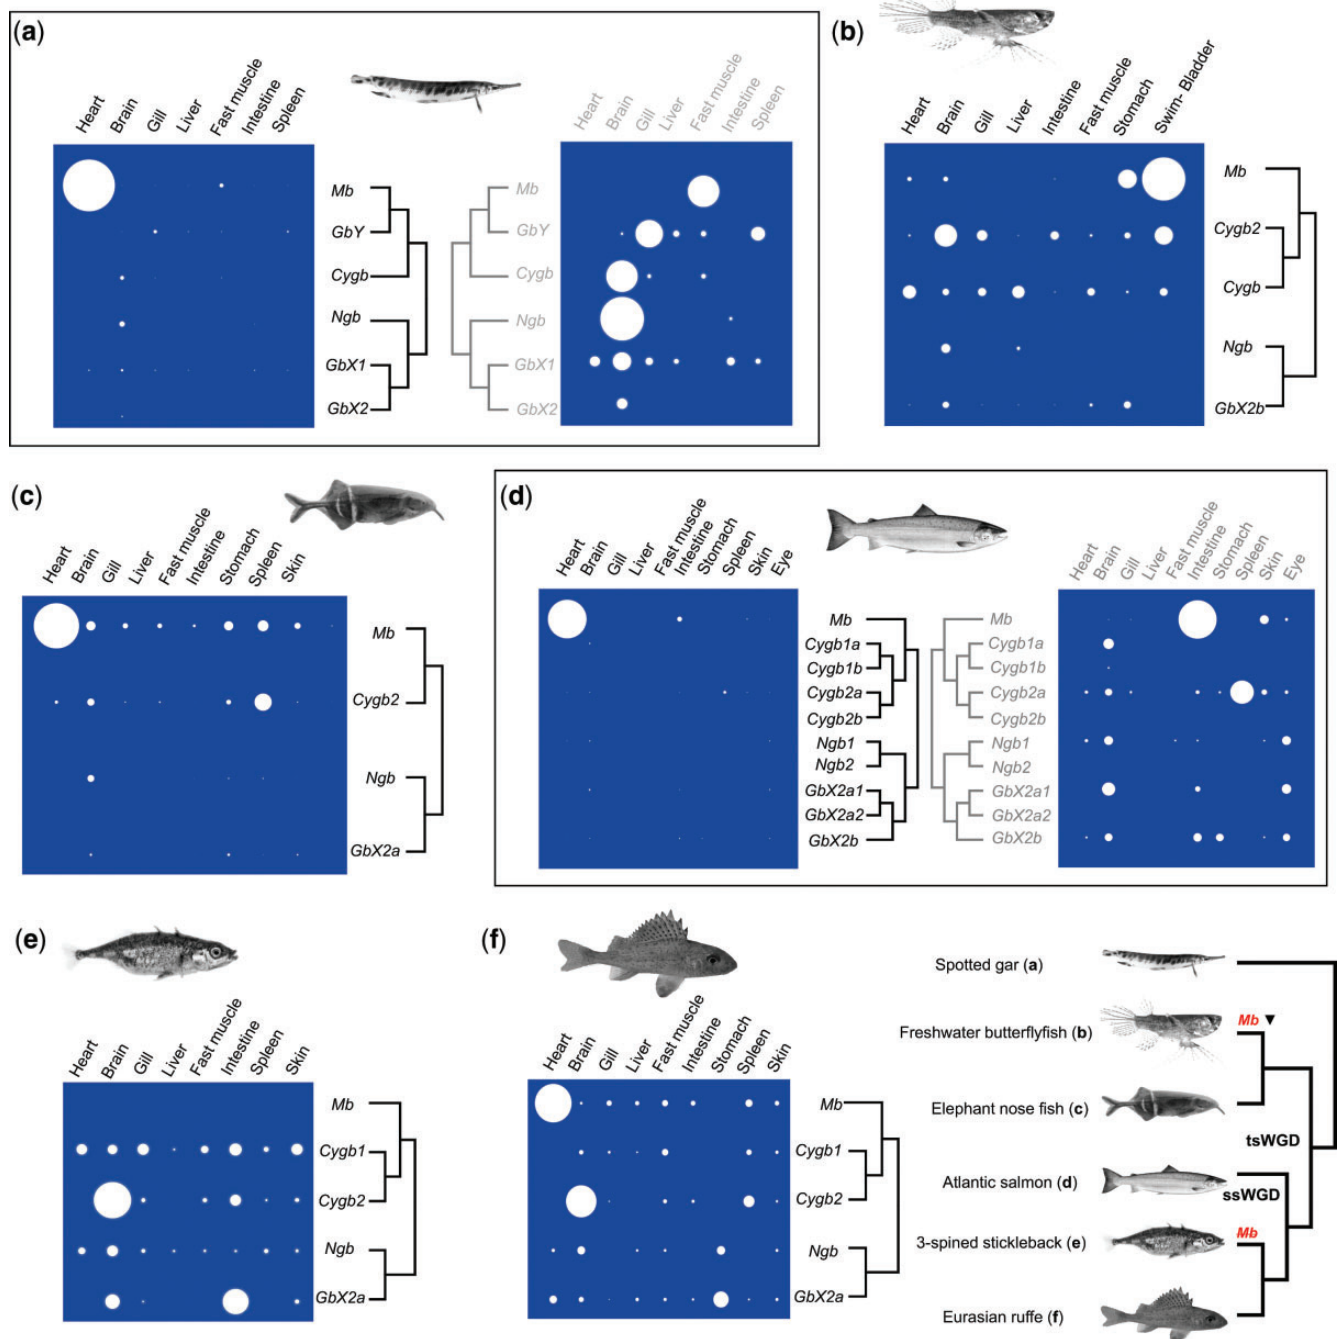 (a)
Heart
Brain
Gill
Liver
Fast muscle
Intestine
Spleen
Mb
GbY
Cygb
Ngb
GbX1
GbX2
Heart
Brain
Gill
Liver
Fast muscle
Intestine
Spleen
Mb
GbY
Cygb
Ngb
GbX1
GbX2
(b)
Heart
Brain
Gill
Liver
Intestine
Fast muscle
Stomach
Swim- Bladder
Mb
Cygb2
Cygb
Ngb
GbX2b
(c)
Heart
Brain
Gill
Liver
Fast muscle
Intestine
Stomach
Spleen
Skin
Mb
Cygb2
Ngb
GbX2a
(d)
Heart
Brain
Gill
Liver
Fast muscle
Intestine
Stomach
Spleen
Skin
Eye
Mb
Cygb1a
Cygb1b
Cygb2a
Cygb2b
Ngb1
Ngb2
GbX2a1
GbX2a2
GbX2b
Heart
Brain
Gill
Liver
Fast muscle
Intestine
Stomach
Spleen
Skin
Eye
Mb
Cygb1a
Cygb1b
Cygb2a
Cygb2b
Ngb1
Ngb2
GbX2a1
GbX2a2
GbX2b
(e)
Heart
Brain
Gill
Liver
Fast muscle
Intestine
Spleen
Skin
Mb
Cygb1
Cygb2
Ngb
GbX2a
(f)
Heart
Brain
Gill
Liver
Fast muscle
Intestine
Stomach
Spleen
Skin
Mb
Cygb1
Cygb2
Ngb
GbX2a
Spotted gar (a)
Freshwater butterflyfish (b)
Mb
Elephant nose fish (c)
tsWGD
Atlantic salmon (d)
ssWGD
3-spined stickleback (e)
Mb
Eurasian ruffe (f)